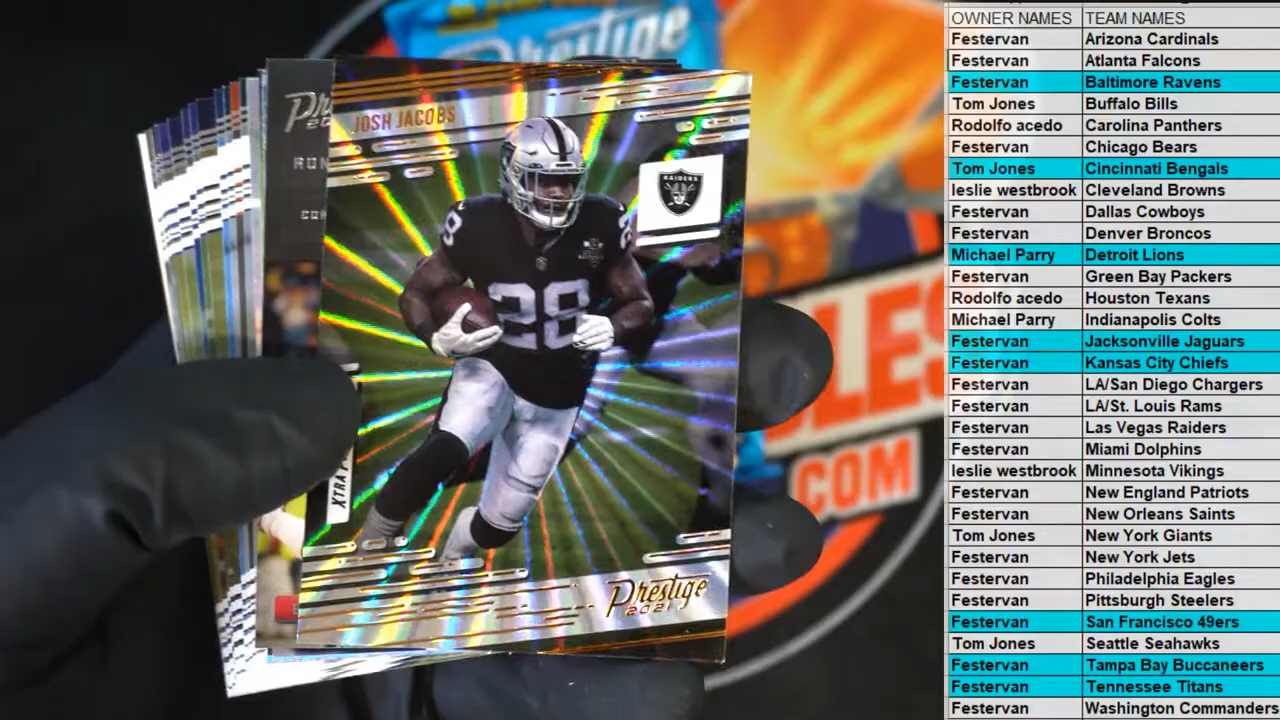 Prestige
Pre
20
RUN
JOSH JACOBS
RAIDERS
28
28
XTRA P
Prestige
2021
LES
.COM
OWNER NAMES TEAM NAMES
Festervan Arizona Cardinals
Festervan Atlanta Falcons
Festervan Baltimore Ravens
Tom Jones Buffalo Bills
Rodolfo acedo Carolina Panthers
Festervan Chicago Bears
Tom Jones Cincinnati Bengals
leslie westbrook Cleveland Browns
Festervan Dallas Cowboys
Festervan Denver Broncos
Michael Parry Detroit Lions
Festervan Green Bay Packers
Rodolfo acedo Houston Texans
Michael Parry Indianapolis Colts
Festervan Jacksonville Jaguars
Festervan Kansas City Chiefs
Festervan LA/San Diego Chargers
Festervan LA/St. Louis Rams
Festervan Las Vegas Raiders
Festervan Miami Dolphins
leslie westbrook Minnesota Vikings
Festervan New England Patriots
Festervan New Orleans Saints
Tom Jones New York Giants
Festervan New York Jets
Festervan Philadelphia Eagles
Festervan Pittsburgh Steelers
Festervan San Francisco 49ers
Tom Jones Seattle Seahawks
Festervan Tampa Bay Buccaneers
Festervan Tennessee Titans
Festervan Washington Commanders